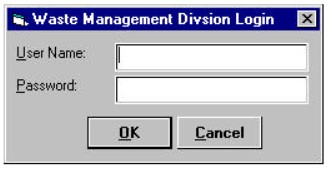 Waste Management Divsion Login
User Name:
Password:
OK Cancel